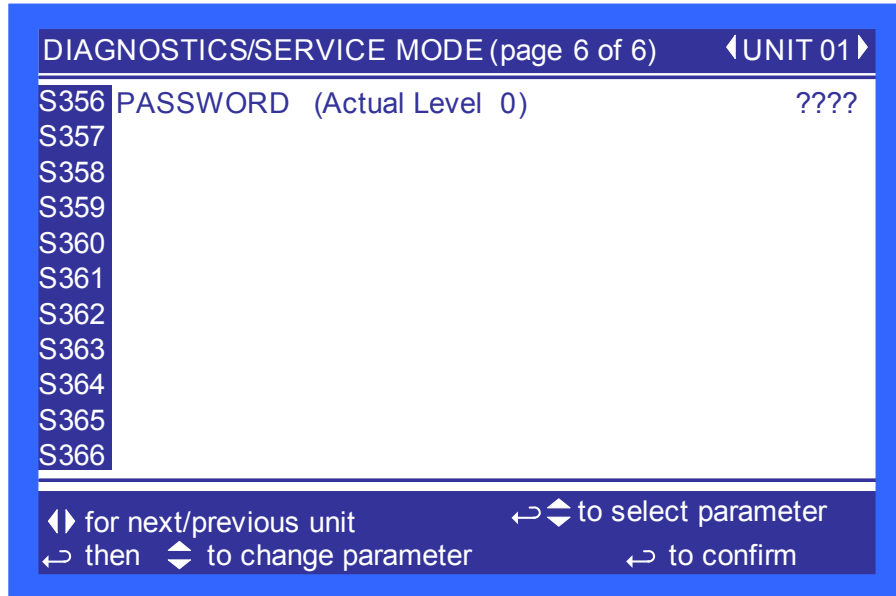 DIAGNOSTICS/SERVICE MODE (page 6 of 6) UNIT 01
S356 PASSWORD (Actual Level 0) ????
S357
S358
S359
S360
S361
S362
S363
S364
S365
S366
for next/previous unit to select parameter
then to change parameter to confirm